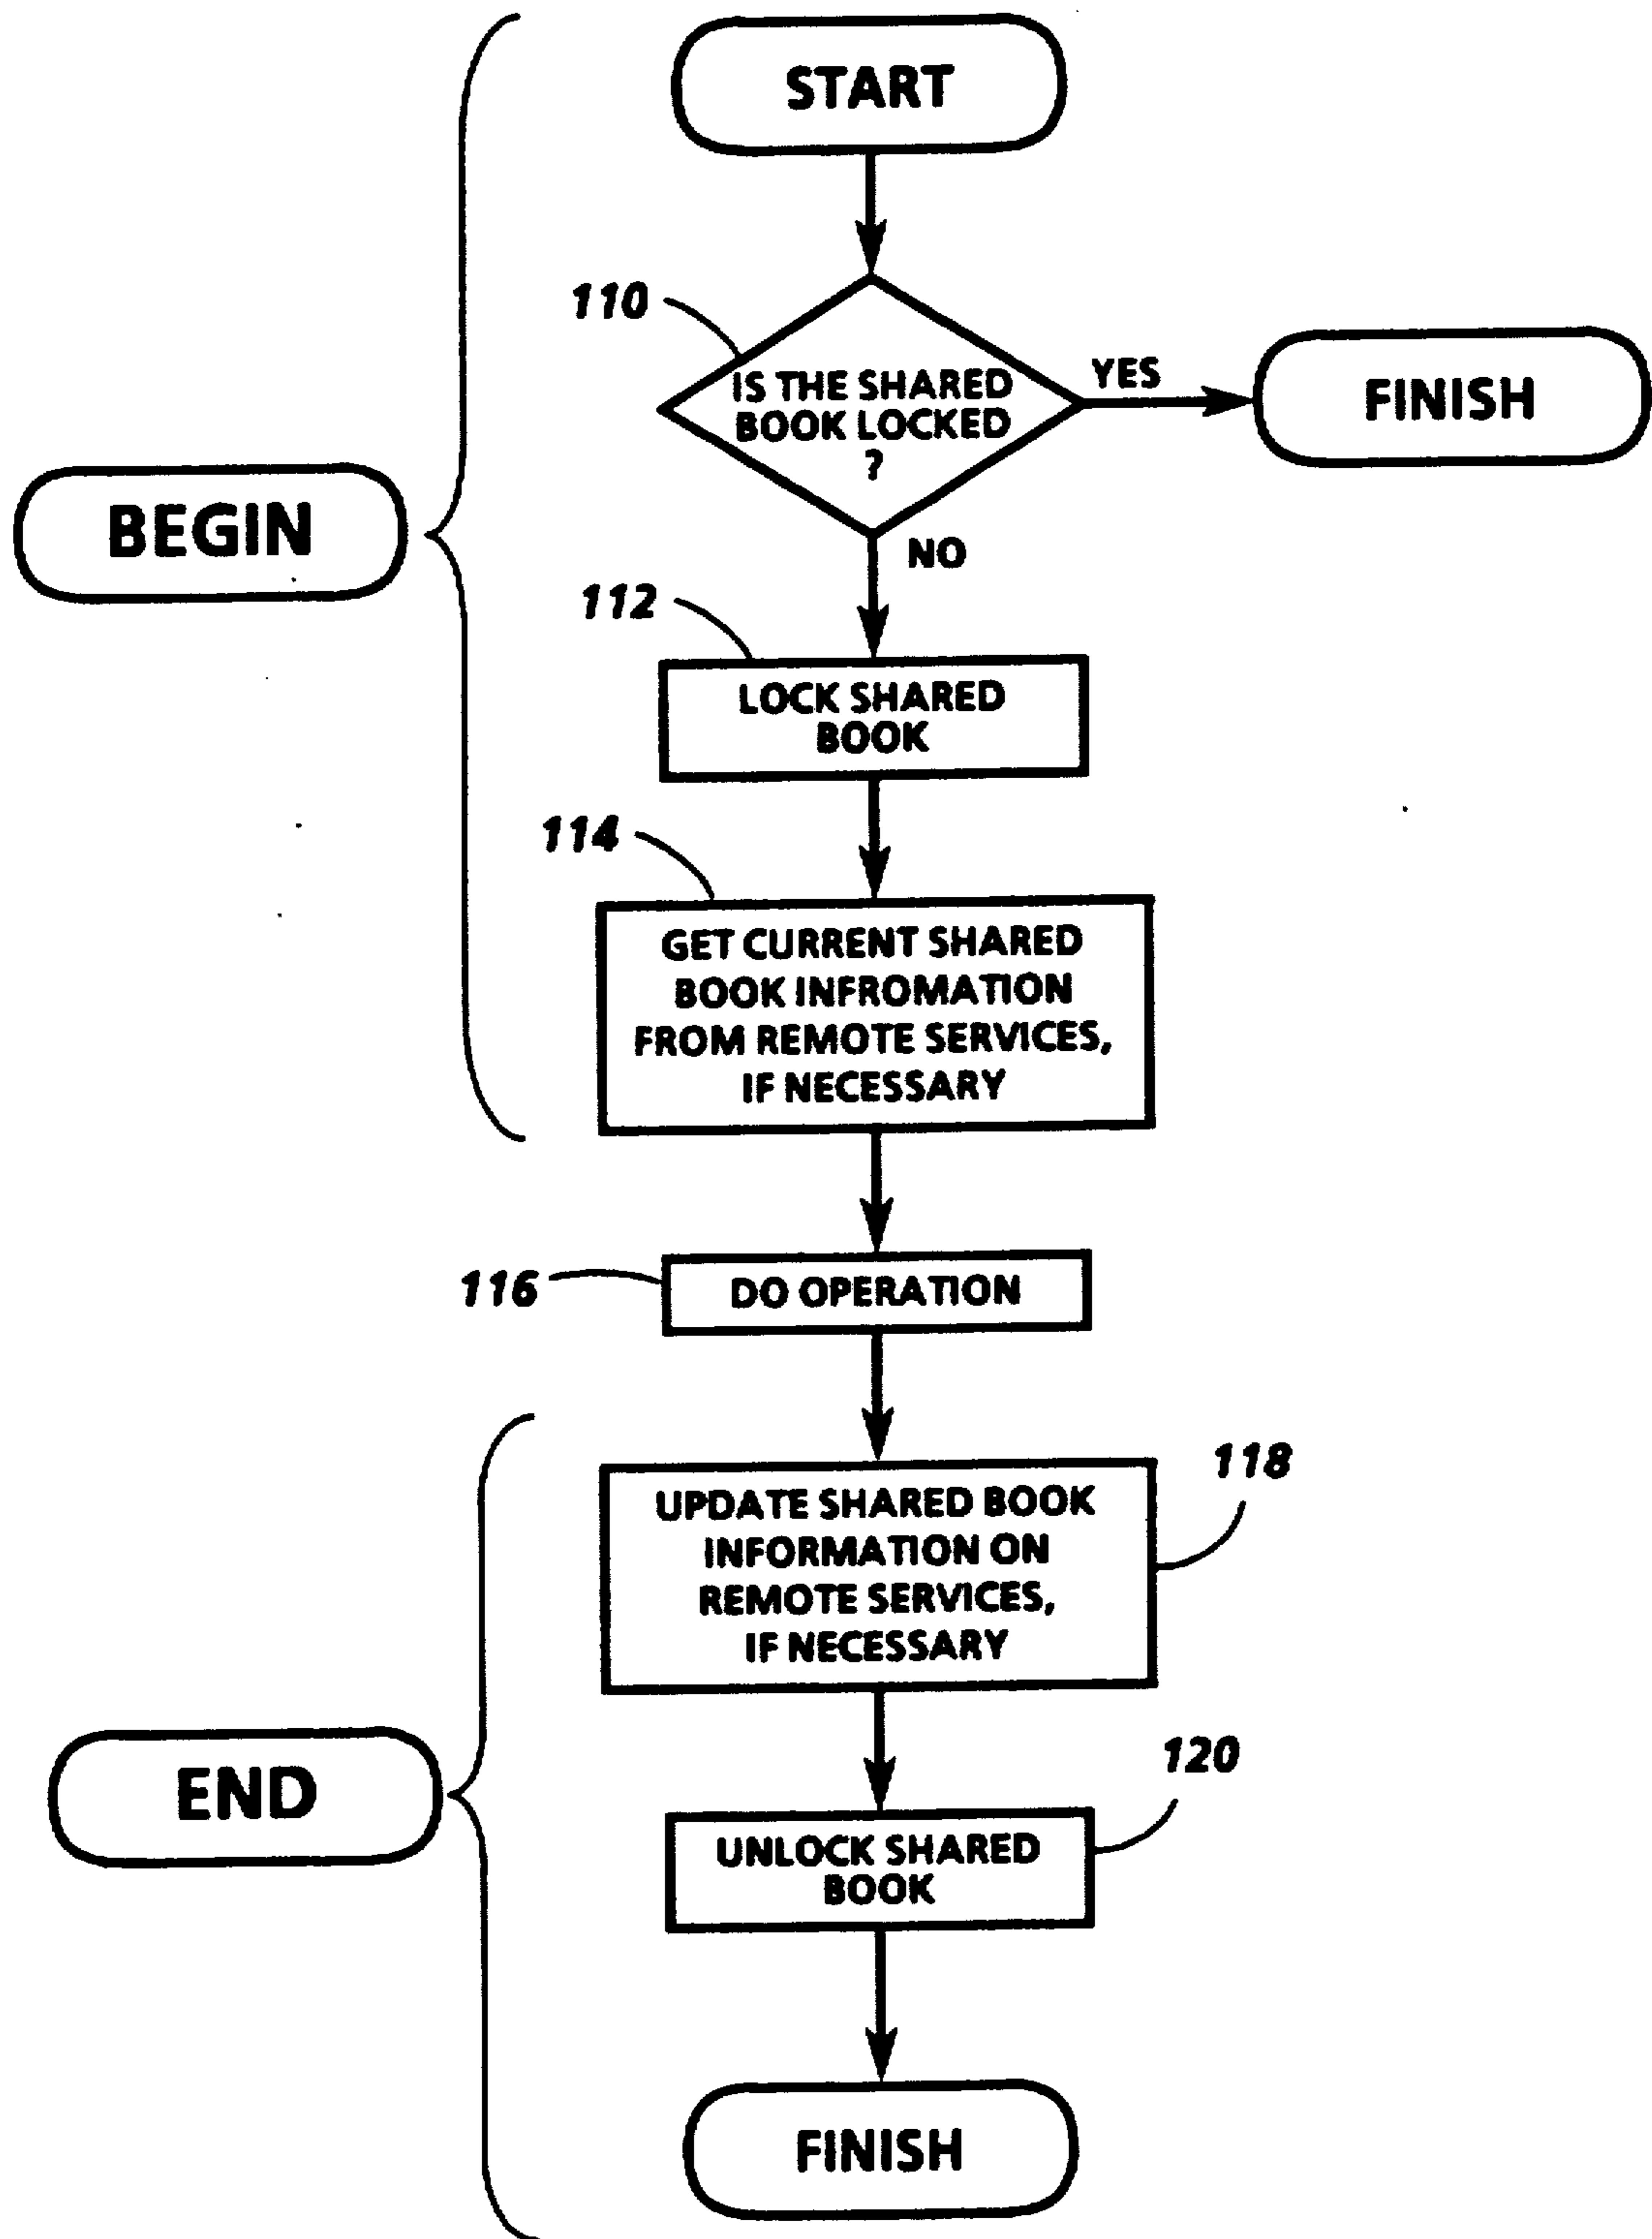 START
110
IS THE SHARED
BOOK LOCKED
?
YES
FINISH
BEGIN
NO
112
LOCK SHARED
BOOK
114
GET CURRENT SHARED
BOOK INFROMATION
FROM REMOTE SERVICES,
IF NECESSARY
116
DO OPERATION
118
UPDATE SHARED BOOK
INFORMATION ON
REMOTE SERVICES,
IF NECESSARY
END
120
UNLOCK SHARED
BOOK
FINISH